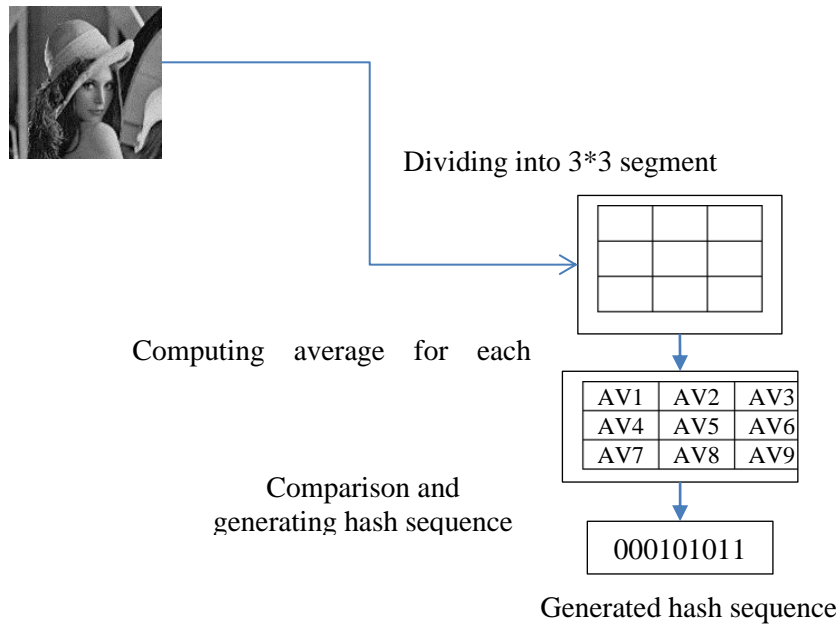 Dividing into 3*3 segment
Computing average for each
AV1 AV2 AV3
AV4 AV5 AV6
AV7 AV8 AV9
Comparison and
generating hash sequence
000101011
Generated hash sequence